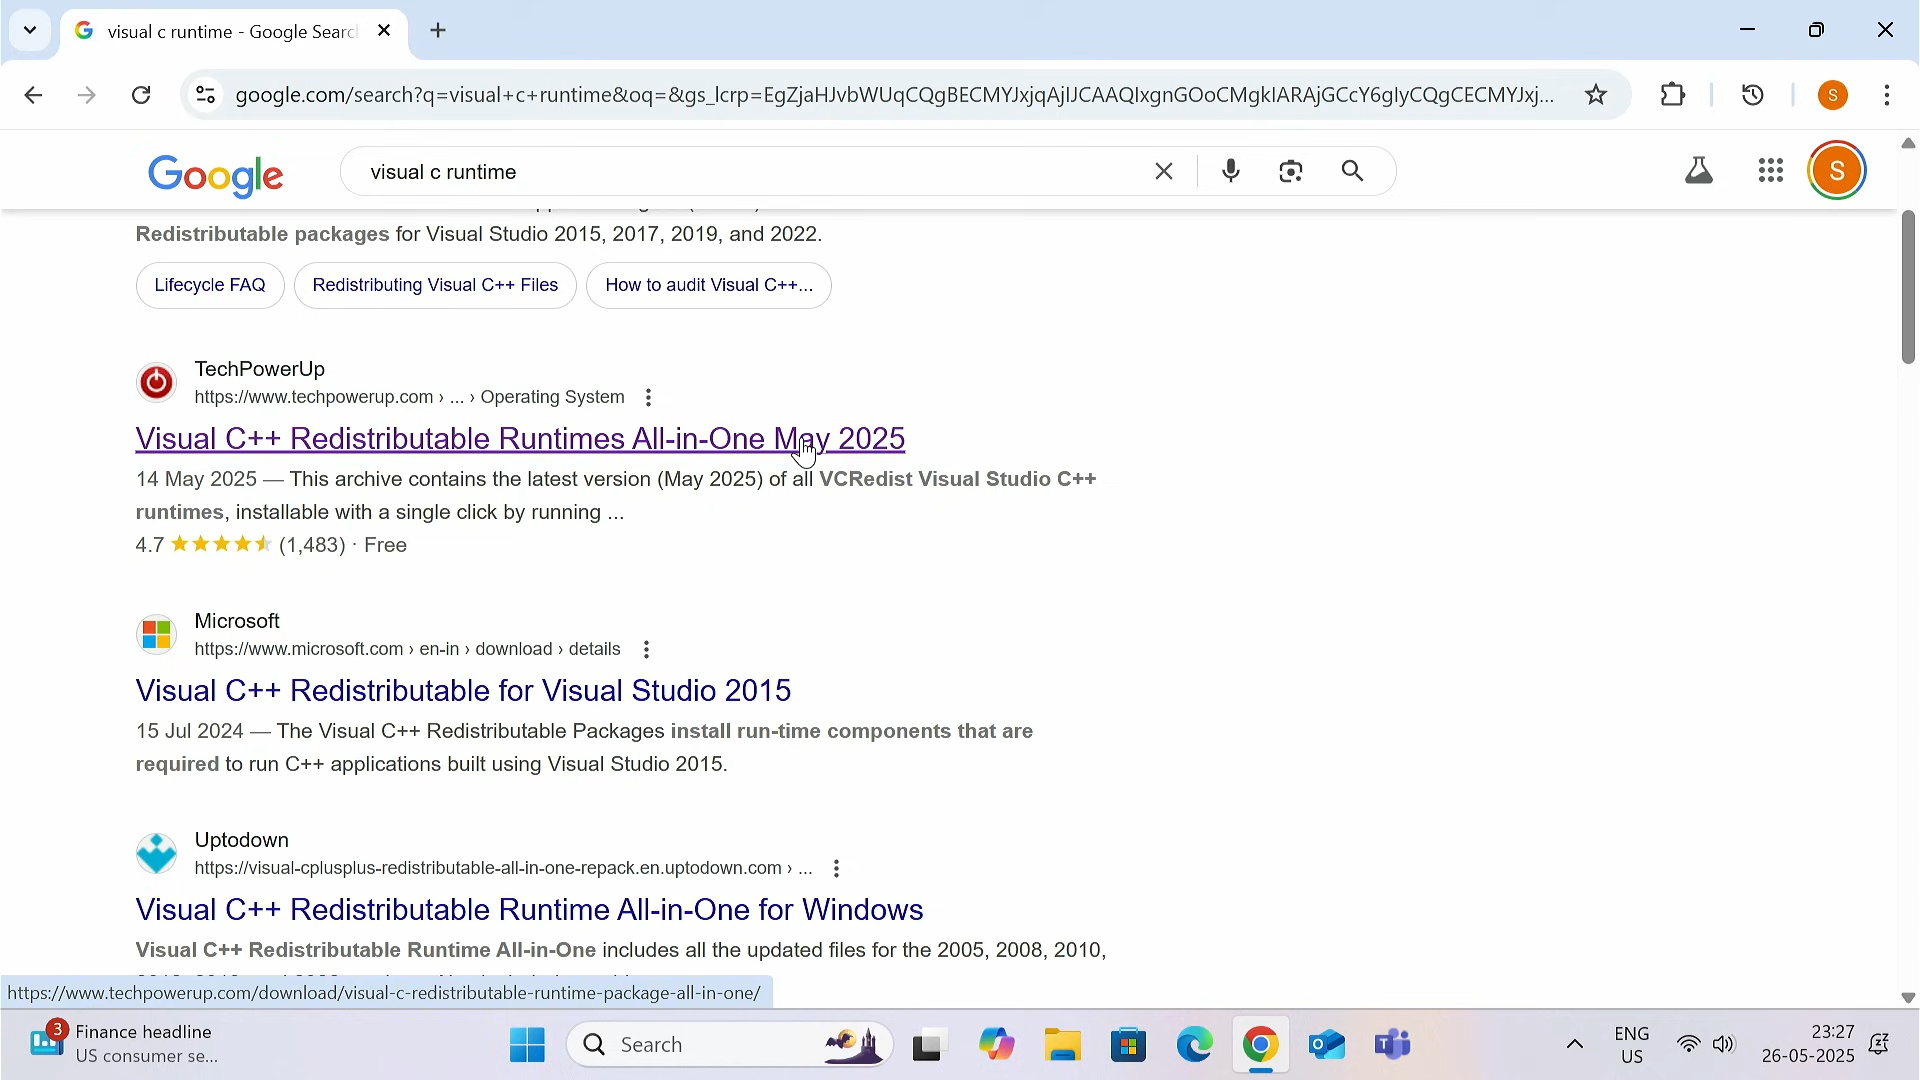 visual c runtime - Google Searc
google.com/search?q=visual+c+runtime&oq=&gs_lcrp=EgZjaHJvbWUqCQgBECMYJxjqAjIJCAAQIxgnGOoCMgkIARAjGCcY6glyCQgCECMYJxj...
S
Google
visual c runtime
S
Redistributable packages for Visual Studio 2015, 2017, 2019, and 2022.
Lifecycle FAQ
Redistributing Visual C++ Files
How to audit Visual C++...
TechPowerUp
https://www.techpowerup.com › ... › Operating System
Visual C++ Redistributable Runtimes All-in-One May 2025
14 May 2025 — This archive contains the latest version (May 2025) of all VCRedist Visual Studio C++
runtimes, installable with a single click by running ...
4.7 (1,483) · Free
Microsoft
https://www.microsoft.com › en-in › download › details
Visual C++ Redistributable for Visual Studio 2015
15 Jul 2024 — The Visual C++ Redistributable Packages install run-time components that are
required to run C++ applications built using Visual Studio 2015.
Uptodown
https://visual-cplusplus-redistributable-all-in-one-repack.en.uptodown.com › ...
Visual C++ Redistributable Runtime All-in-One for Windows
Visual C++ Redistributable Runtime All-in-One includes all the updated files for the 2005, 2008, 2010,
https://www.techpowerup.com/download/visual-c-redistributable-runtime-package-all-in-one/
3
Finance headline
US consumer se...
Search
ENG
US
23:27
26-05-2025